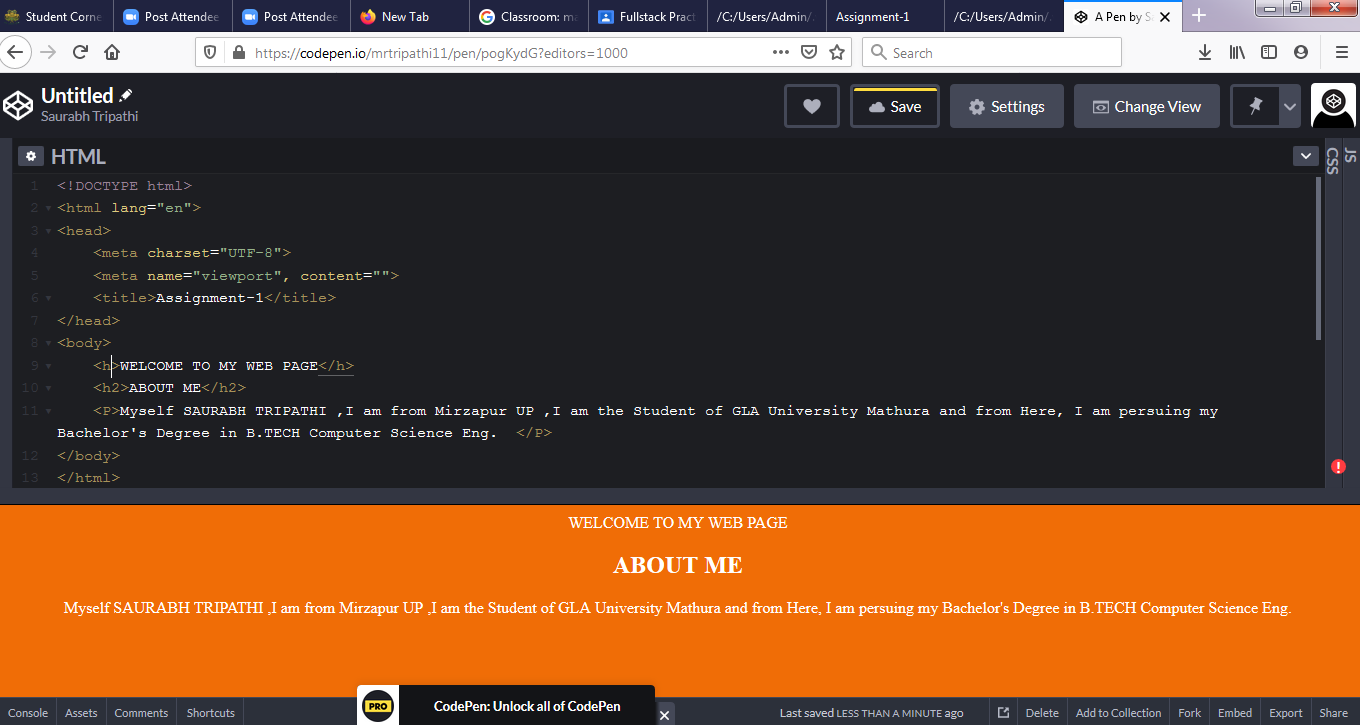 Student Corne
Post Attendee
Post Attendee
New Tab
Classroom: ma
Fullstack Pract
/C:/Users/Admin/
Assignment-1
/C:/Users/Admin/
A Pen by Sa
https://codepen.io/mrtripathi11/pen/pogKydG?editors=1000
Search
Untitled
Saurabh Tripathi
Save
Settings
Change View
HTML
CSS
JS
1 <!DOCTYPE html>
2 <html lang="en">
3 <head>
4 <meta charset="UTF-8">
5 <meta name="viewport", content="">
6 <title>Assignment-1</title>
7 </head>
8 <body>
9 <h>WELCOME TO MY WEB PAGE</h>
10 <h2>ABOUT ME</h2>
11 <P>Myself SAURABH TRIPATHI ,I am from Mirzapur UP ,I am the Student of GLA University Mathura and from Here, I am persuing my
Bachelor's Degree in B.TECH Computer Science Eng.  </P>
12 </body>
13 </html>
WELCOME TO MY WEB PAGE
ABOUT ME
Myself SAURABH TRIPATHI ,I am from Mirzapur UP ,I am the Student of GLA University Mathura and from Here, I am persuing my Bachelor's Degree in B.TECH Computer Science Eng.
PRO
CodePen: Unlock all of CodePen
Console
Assets
Comments
Shortcuts
Last saved LESS THAN A MINUTE ago
Delete
Add to Collection
Fork
Embed
Export
Share